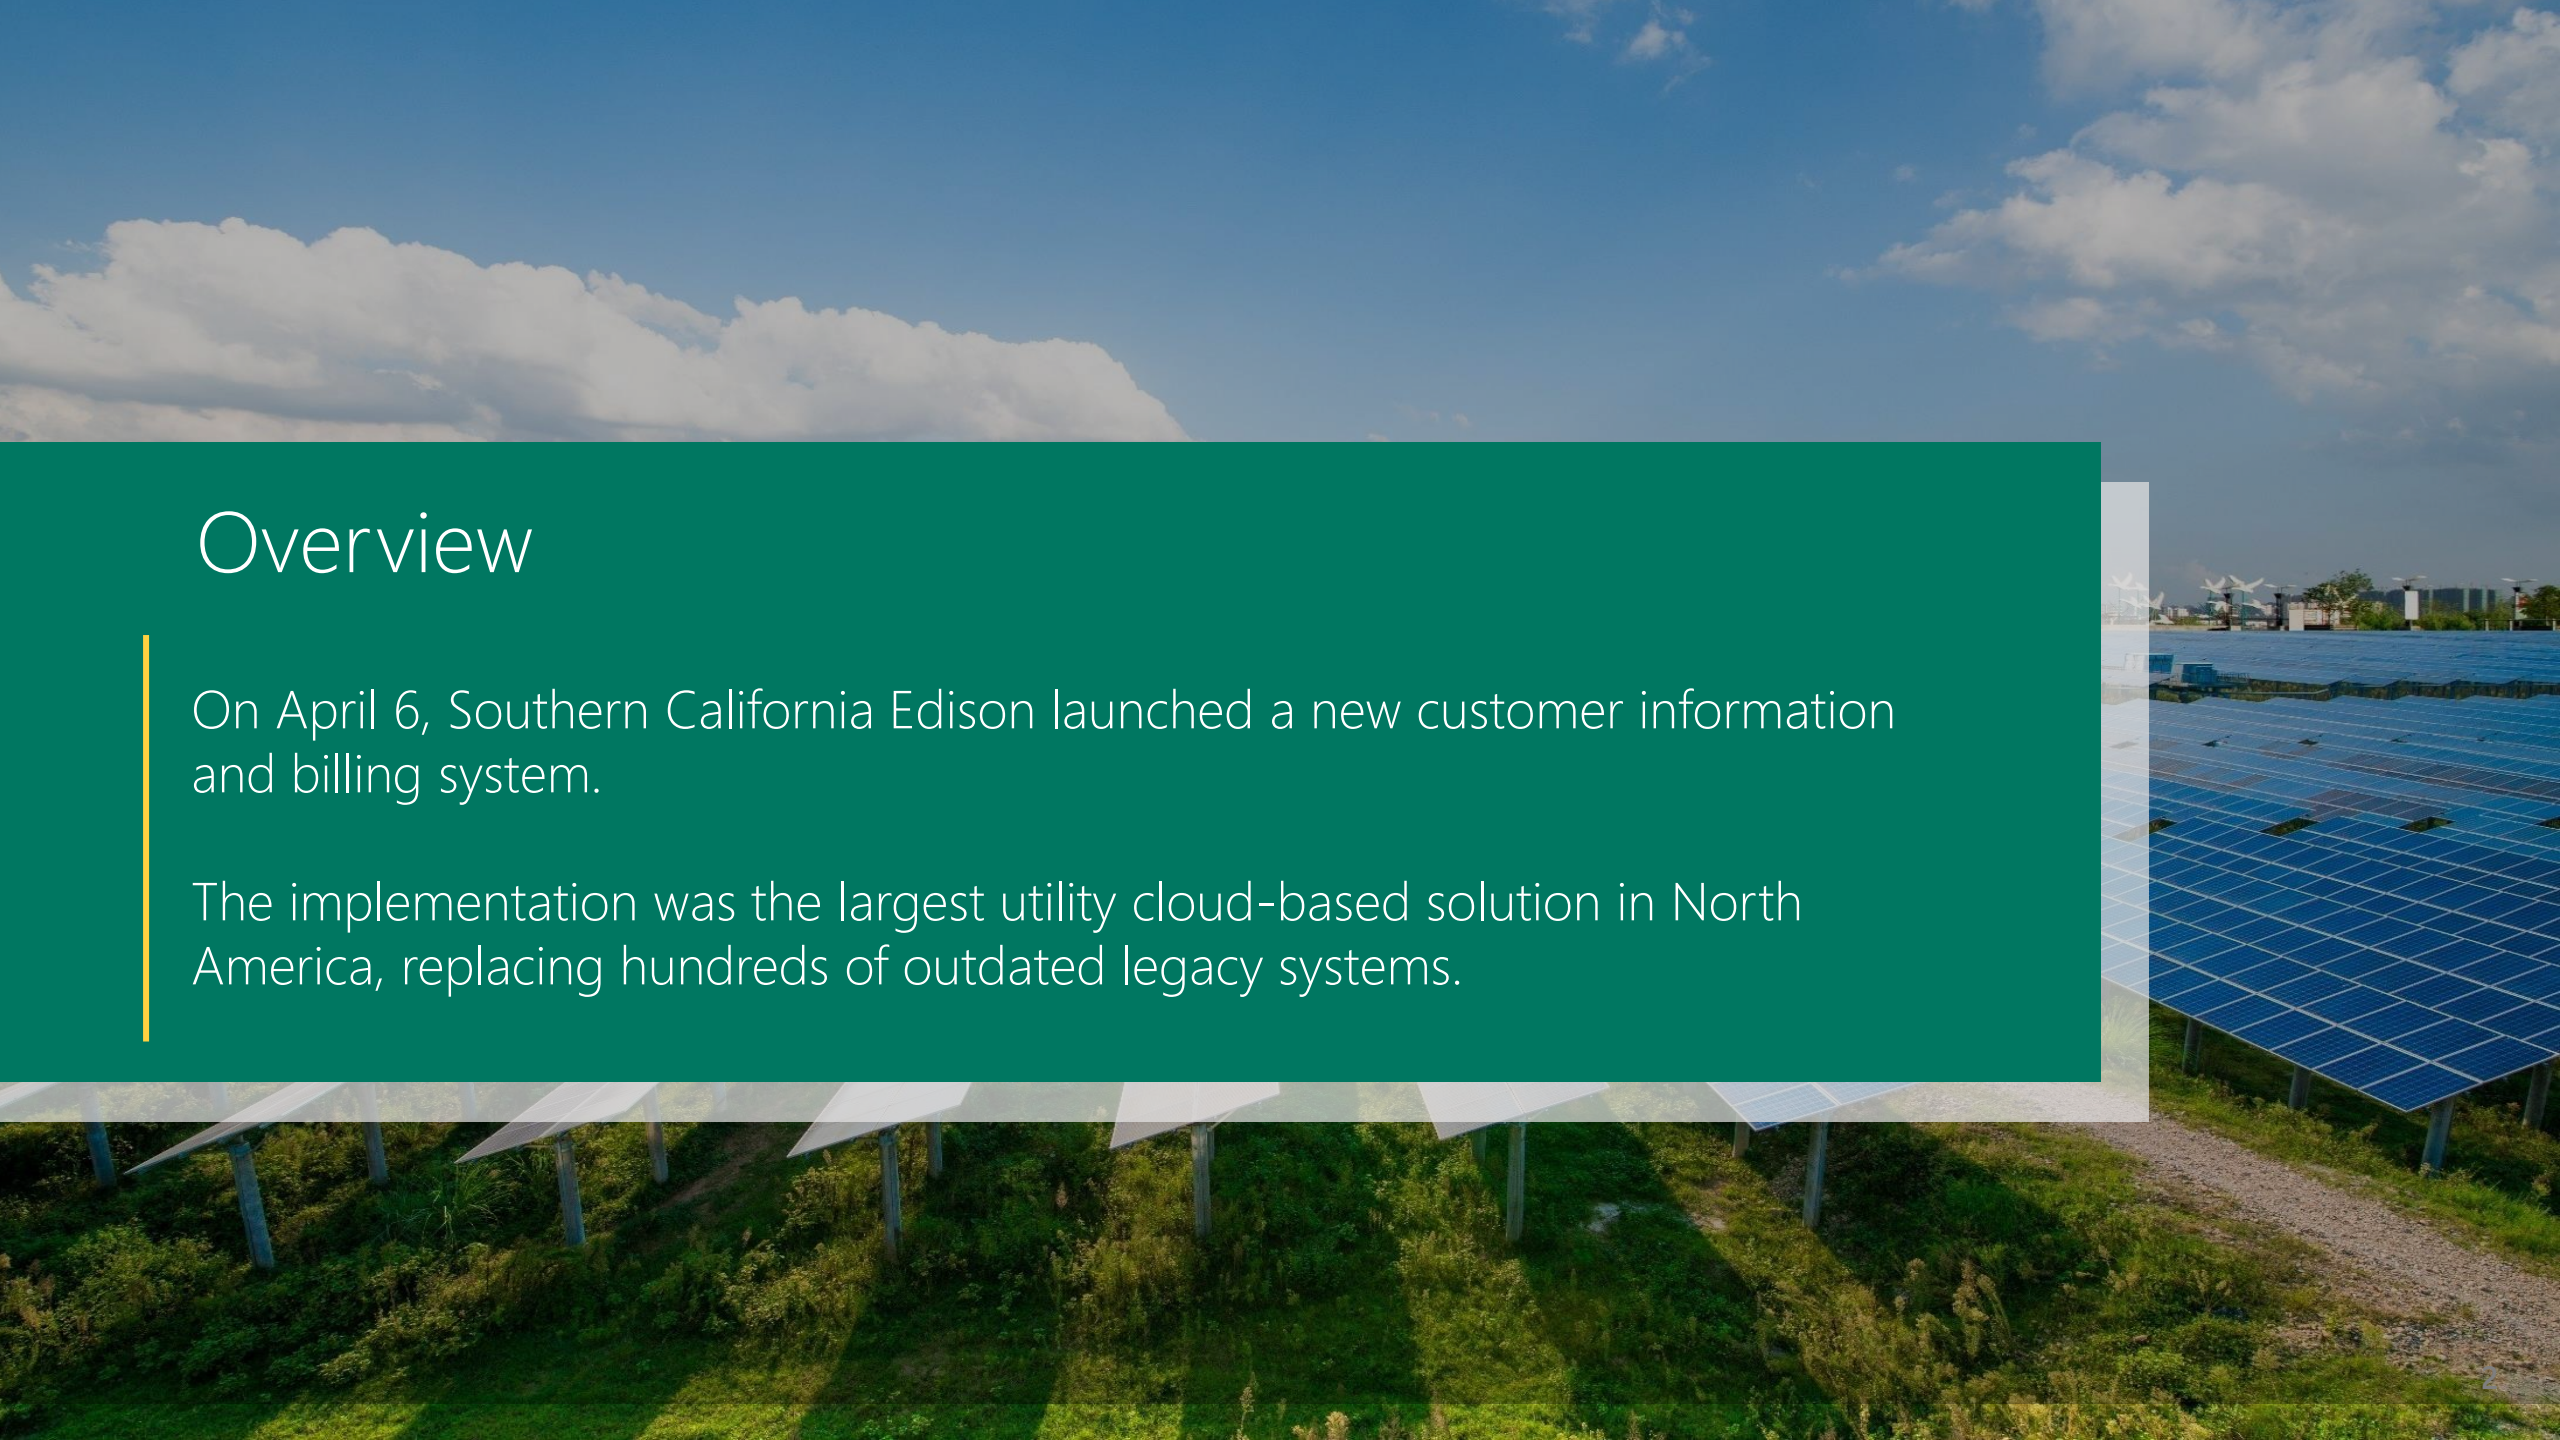 Overview
On April 6, Southern California Edison launched a new customer information
and billing system.
The implementation was the largest utility cloud-based solution in North
America, replacing hundreds of outdated legacy systems.
2